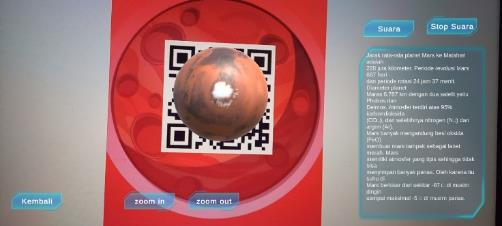 Suara
Stop Suara
Jarak rata-rata planet Mars ke Matahari
adalah
228 juta kilometer. Periode revolusi Mars
687 hari
dan periode rotasi 24 jam 37 menit.
Diameter planet
Mars 6.787 km dengan dua satelit yaitu
Phobos dan
Deimos. Atmosfer terdiri atas 95%
karbondioksida
(CO₂), dan selebihnya nitrogen (N₂) dan
argon (Ar).
Mars banyak mengandung besi oksida
(FeO)
membuat mars tampak sebagai planet
merah. Mars
memiliki atmosfer yang tipis sehingga tidak
bisa
menyimpan banyak panas. Oleh karena itu
suhu di
Mars berkisar dari sekitar -87 □ di musim
dingin
sampai maksimal -5 □ di musim panas.
Kembali
zoom in
zoom out